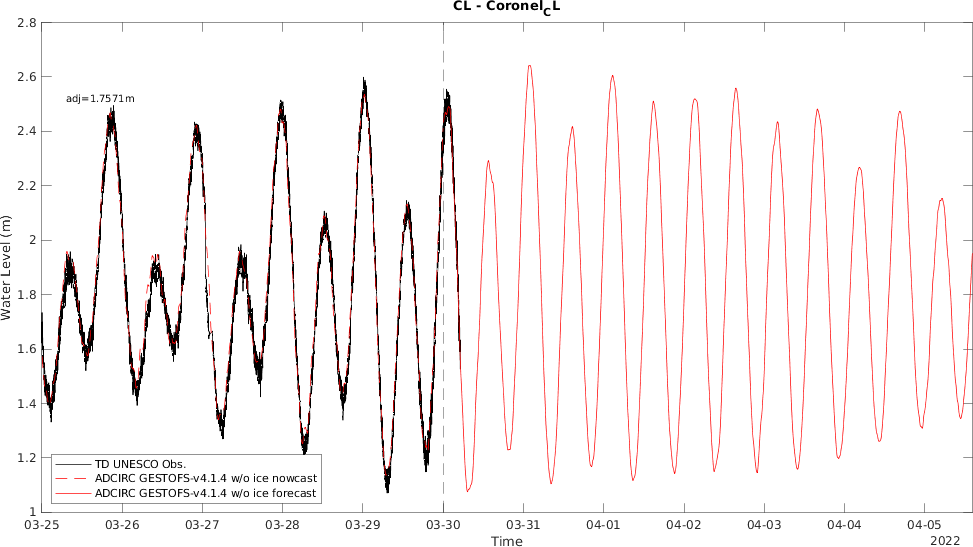 CL - Coronel_CL
2.8
2.6
2.4
2.2
2
1.8
1.6
1.4
1.2
1
Water Level (m)
adj=1.7571m
TD UNESCO Obs.
ADCIRC GESTOFS-v4.1.4 w/o ice nowcast
ADCIRC GESTOFS-v4.1.4 w/o ice forecast
03-25 03-26 03-27 03-28 03-29 03-30 03-31 04-01 04-02 04-03 04-04 04-05
Time
2022